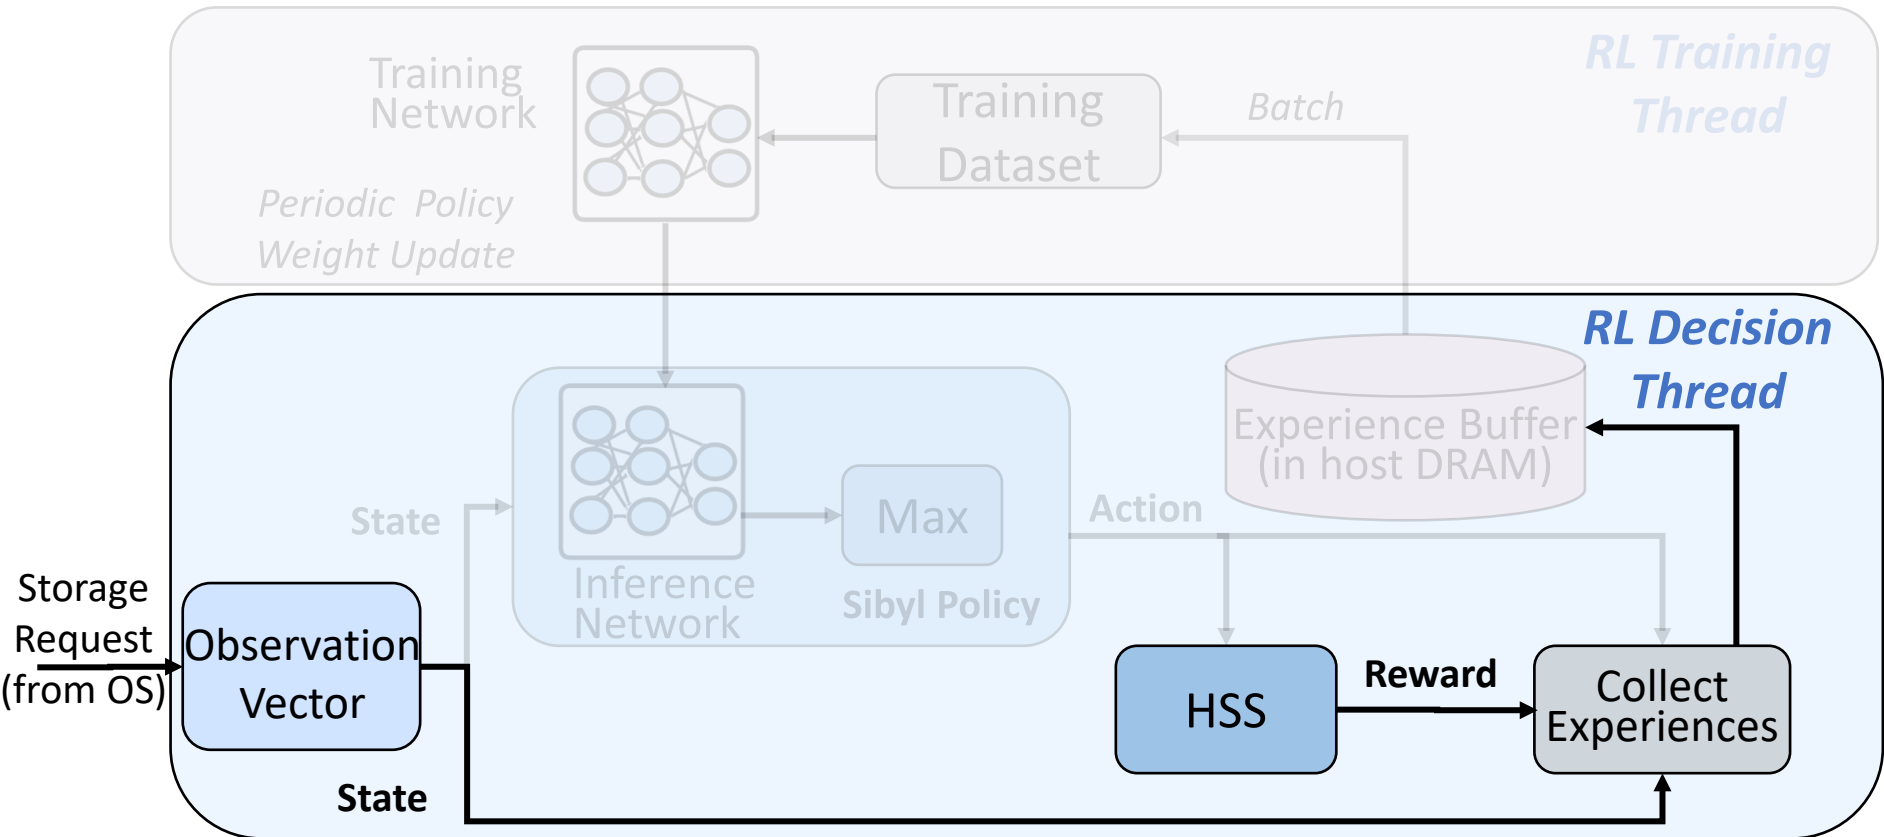 RL Training
Thread
Training
Network
Training
Dataset
Batch
Periodic Policy
Weight Update
RL Decision
Thread
Experience Buffer
(in host DRAM)
State
Max
Action
Inference
Network
Sibyl Policy
Storage
Request
(from OS)
Observation
Vector
HSS
Reward
Collect
Experiences
State